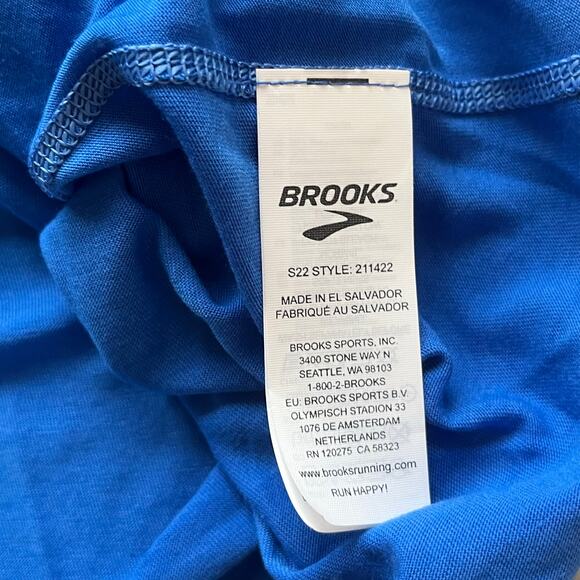 BROOKS
S22 STYLE: 211422
MADE IN EL SALVADOR
FABRIQUÉ AU SALVADOR
BROOKS SPORTS, INC.
3400 STONE WAY N
SEATTLE, WA 98103
1-800-2-BROOKS
EU: BROOKS SPORTS B.V.
OLYMPISCH STADION 33
1076 DE AMSTERDAM
NETHERLANDS
RN 120275 CA 58323
www.brooksrunning.com
RUN HAPPY!